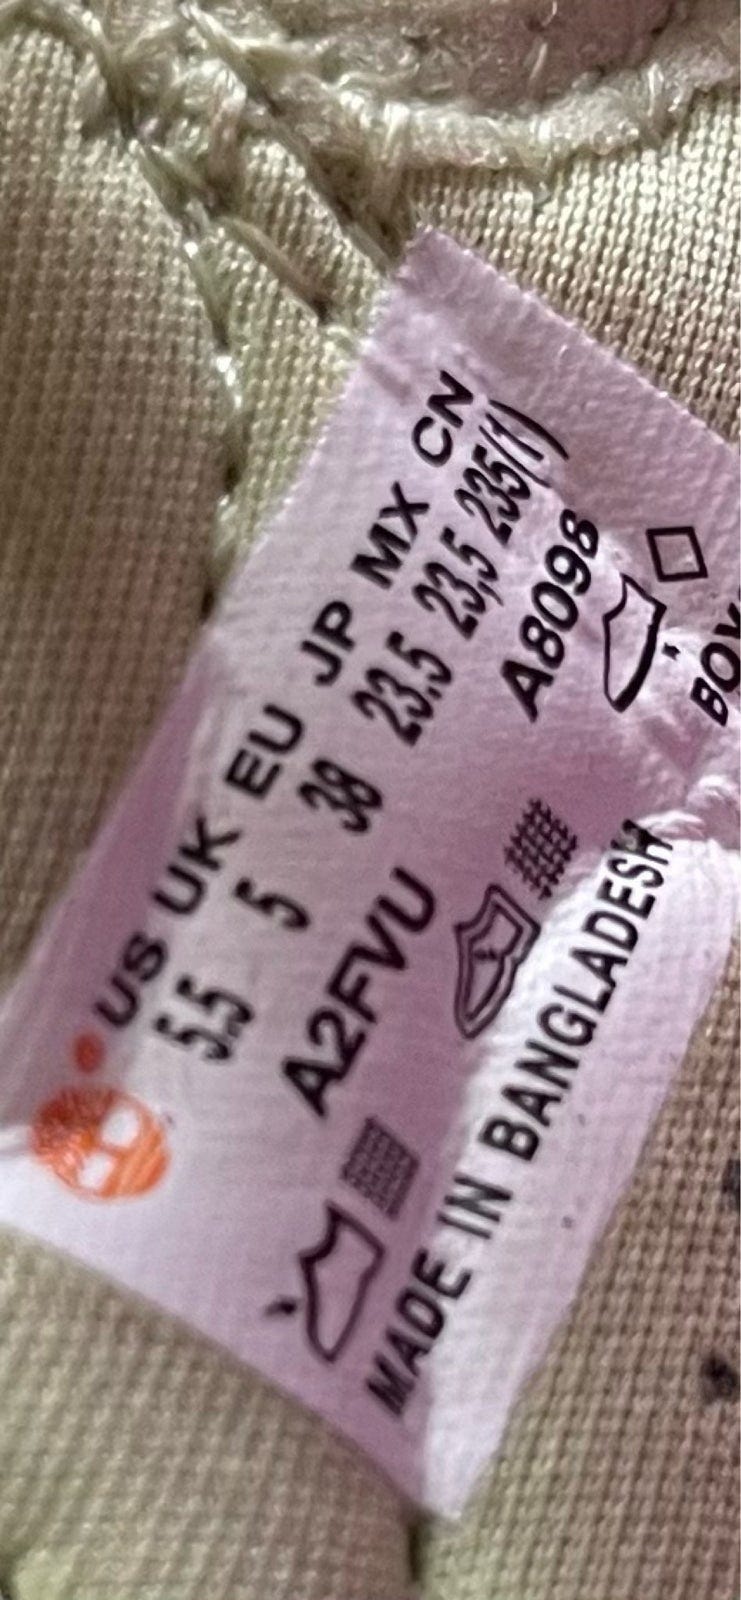 US UK EU JP MX CN
5.5 5 38 23.5 23,5 235(1)
A2FVU A8098
MADE IN BANGLADESH